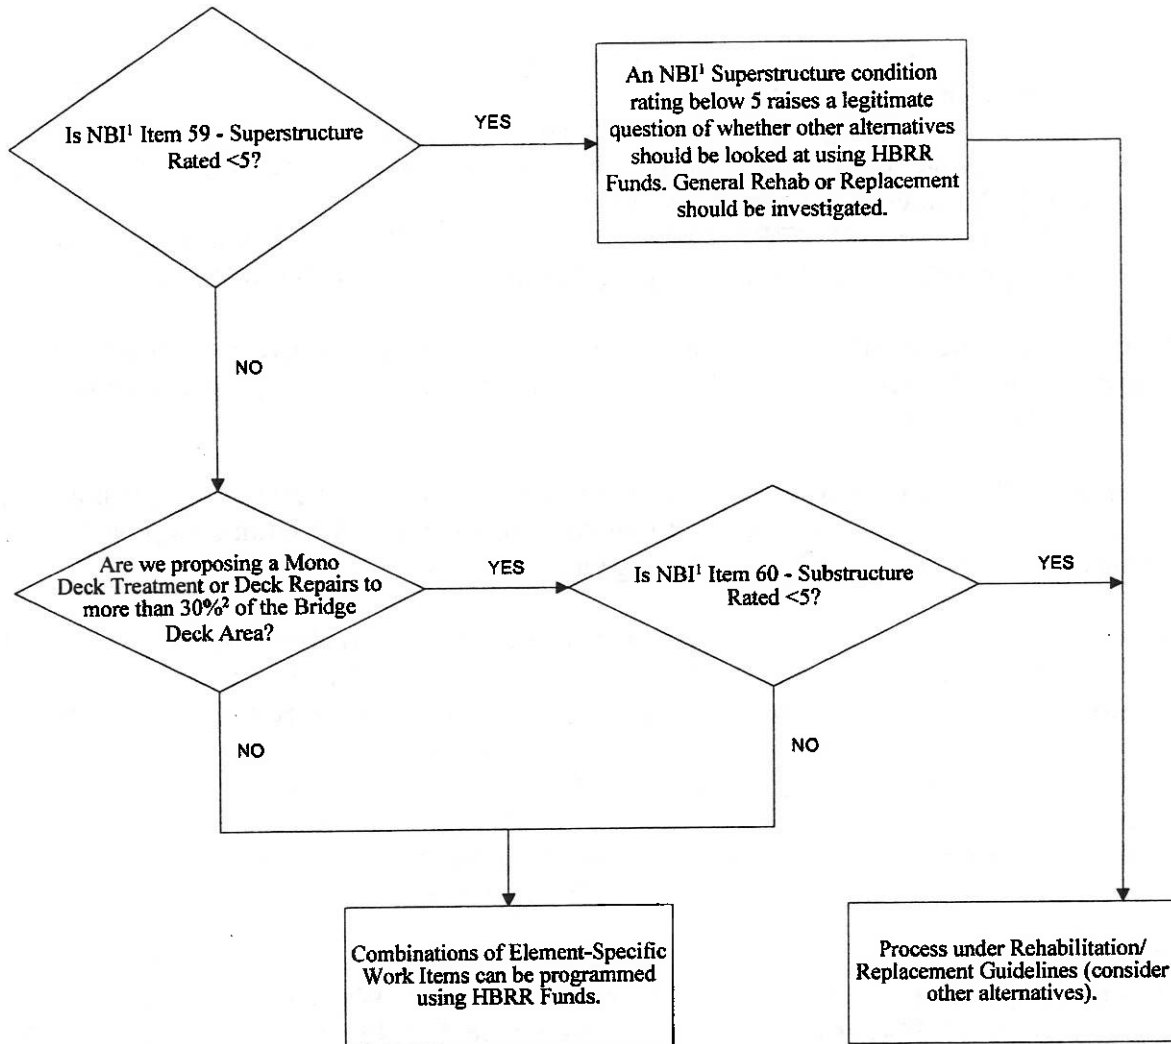 Is NBI¹ Item 59 - Superstructure
Rated <5?
YES
An NBI¹ Superstructure condition
rating below 5 raises a legitimate
question of whether other alternatives
should be looked at using HBRR
Funds. General Rehab or Replacement
should be investigated.
NO
Are we proposing a Mono
Deck Treatment or Deck Repairs to
more than 30%² of the Bridge
Deck Area?
YES
Is NBI¹ Item 60 - Substructure
Rated <5?
YES
NO
NO
Combinations of Element-Specific
Work Items can be programmed
using HBRR Funds.
Process under Rehabilitation/
Replacement Guidelines (consider
other alternatives).